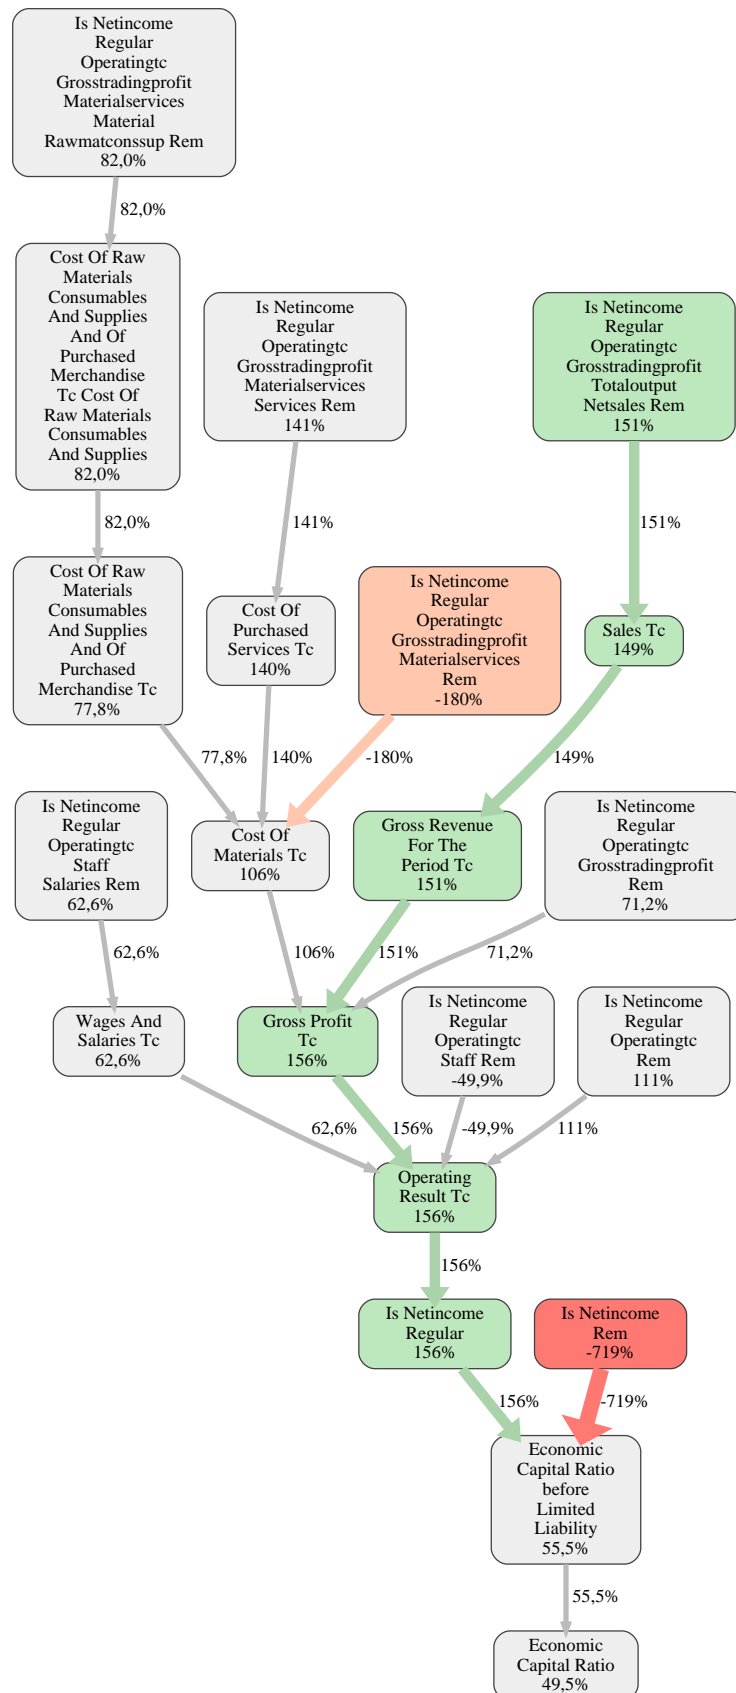 Is Netincome
Regular
Operatingtc
Grosstradingprofit
Materialservices
Material
Rawmatconssup Rem
82,0%
82,0%
Cost Of Raw
Materials
Consumables
And Supplies
And Of
Purchased
Merchandise
Tc Cost Of
Raw Materials
Consumables
And Supplies
82,0%
Is Netincome
Regular
Operatingtc
Grosstradingprofit
Materialservices
Services Rem
141%
Is Netincome
Regular
Operatingtc
Grosstradingprofit
Totaloutput
Netsales Rem
151%
82,0%
141%
151%
Cost Of Raw
Materials
Consumables
And Supplies
And Of
Purchased
Merchandise Tc
77,8%
Cost Of
Purchased
Services Tc
140%
Is Netincome
Regular
Operatingtc
Grosstradingprofit
Materialservices
Rem
-180%
Sales Tc
149%
77,8%
140%
-180%
149%
Is Netincome
Regular
Operatingtc
Staff
Salaries Rem
62,6%
Cost Of
Materials Tc
106%
Gross Revenue
For The
Period Tc
151%
Is Netincome
Regular
Operatingtc
Grosstradingprofit
Rem
71,2%
62,6%
106%
151%
71,2%
Wages And
Salaries Tc
62,6%
Gross Profit
Tc
156%
Is Netincome
Regular
Operatingtc
Staff Rem
-49,9%
Is Netincome
Regular
Operatingtc
Rem
111%
62,6%
156%
-49,9%
111%
Operating
Result Tc
156%
156%
Is Netincome
Regular
156%
Is Netincome
Rem
-719%
156%
-719%
Economic
Capital Ratio
before
Limited
Liability
55,5%
55,5%
Economic
Capital Ratio
49,5%